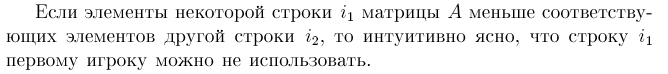 Если элементы некоторой строки i₁ матрицы A меньше соответству-
ющих элементов другой строки i₂, то интуитивно ясно, что строку i₁
первому игроку можно не использовать.